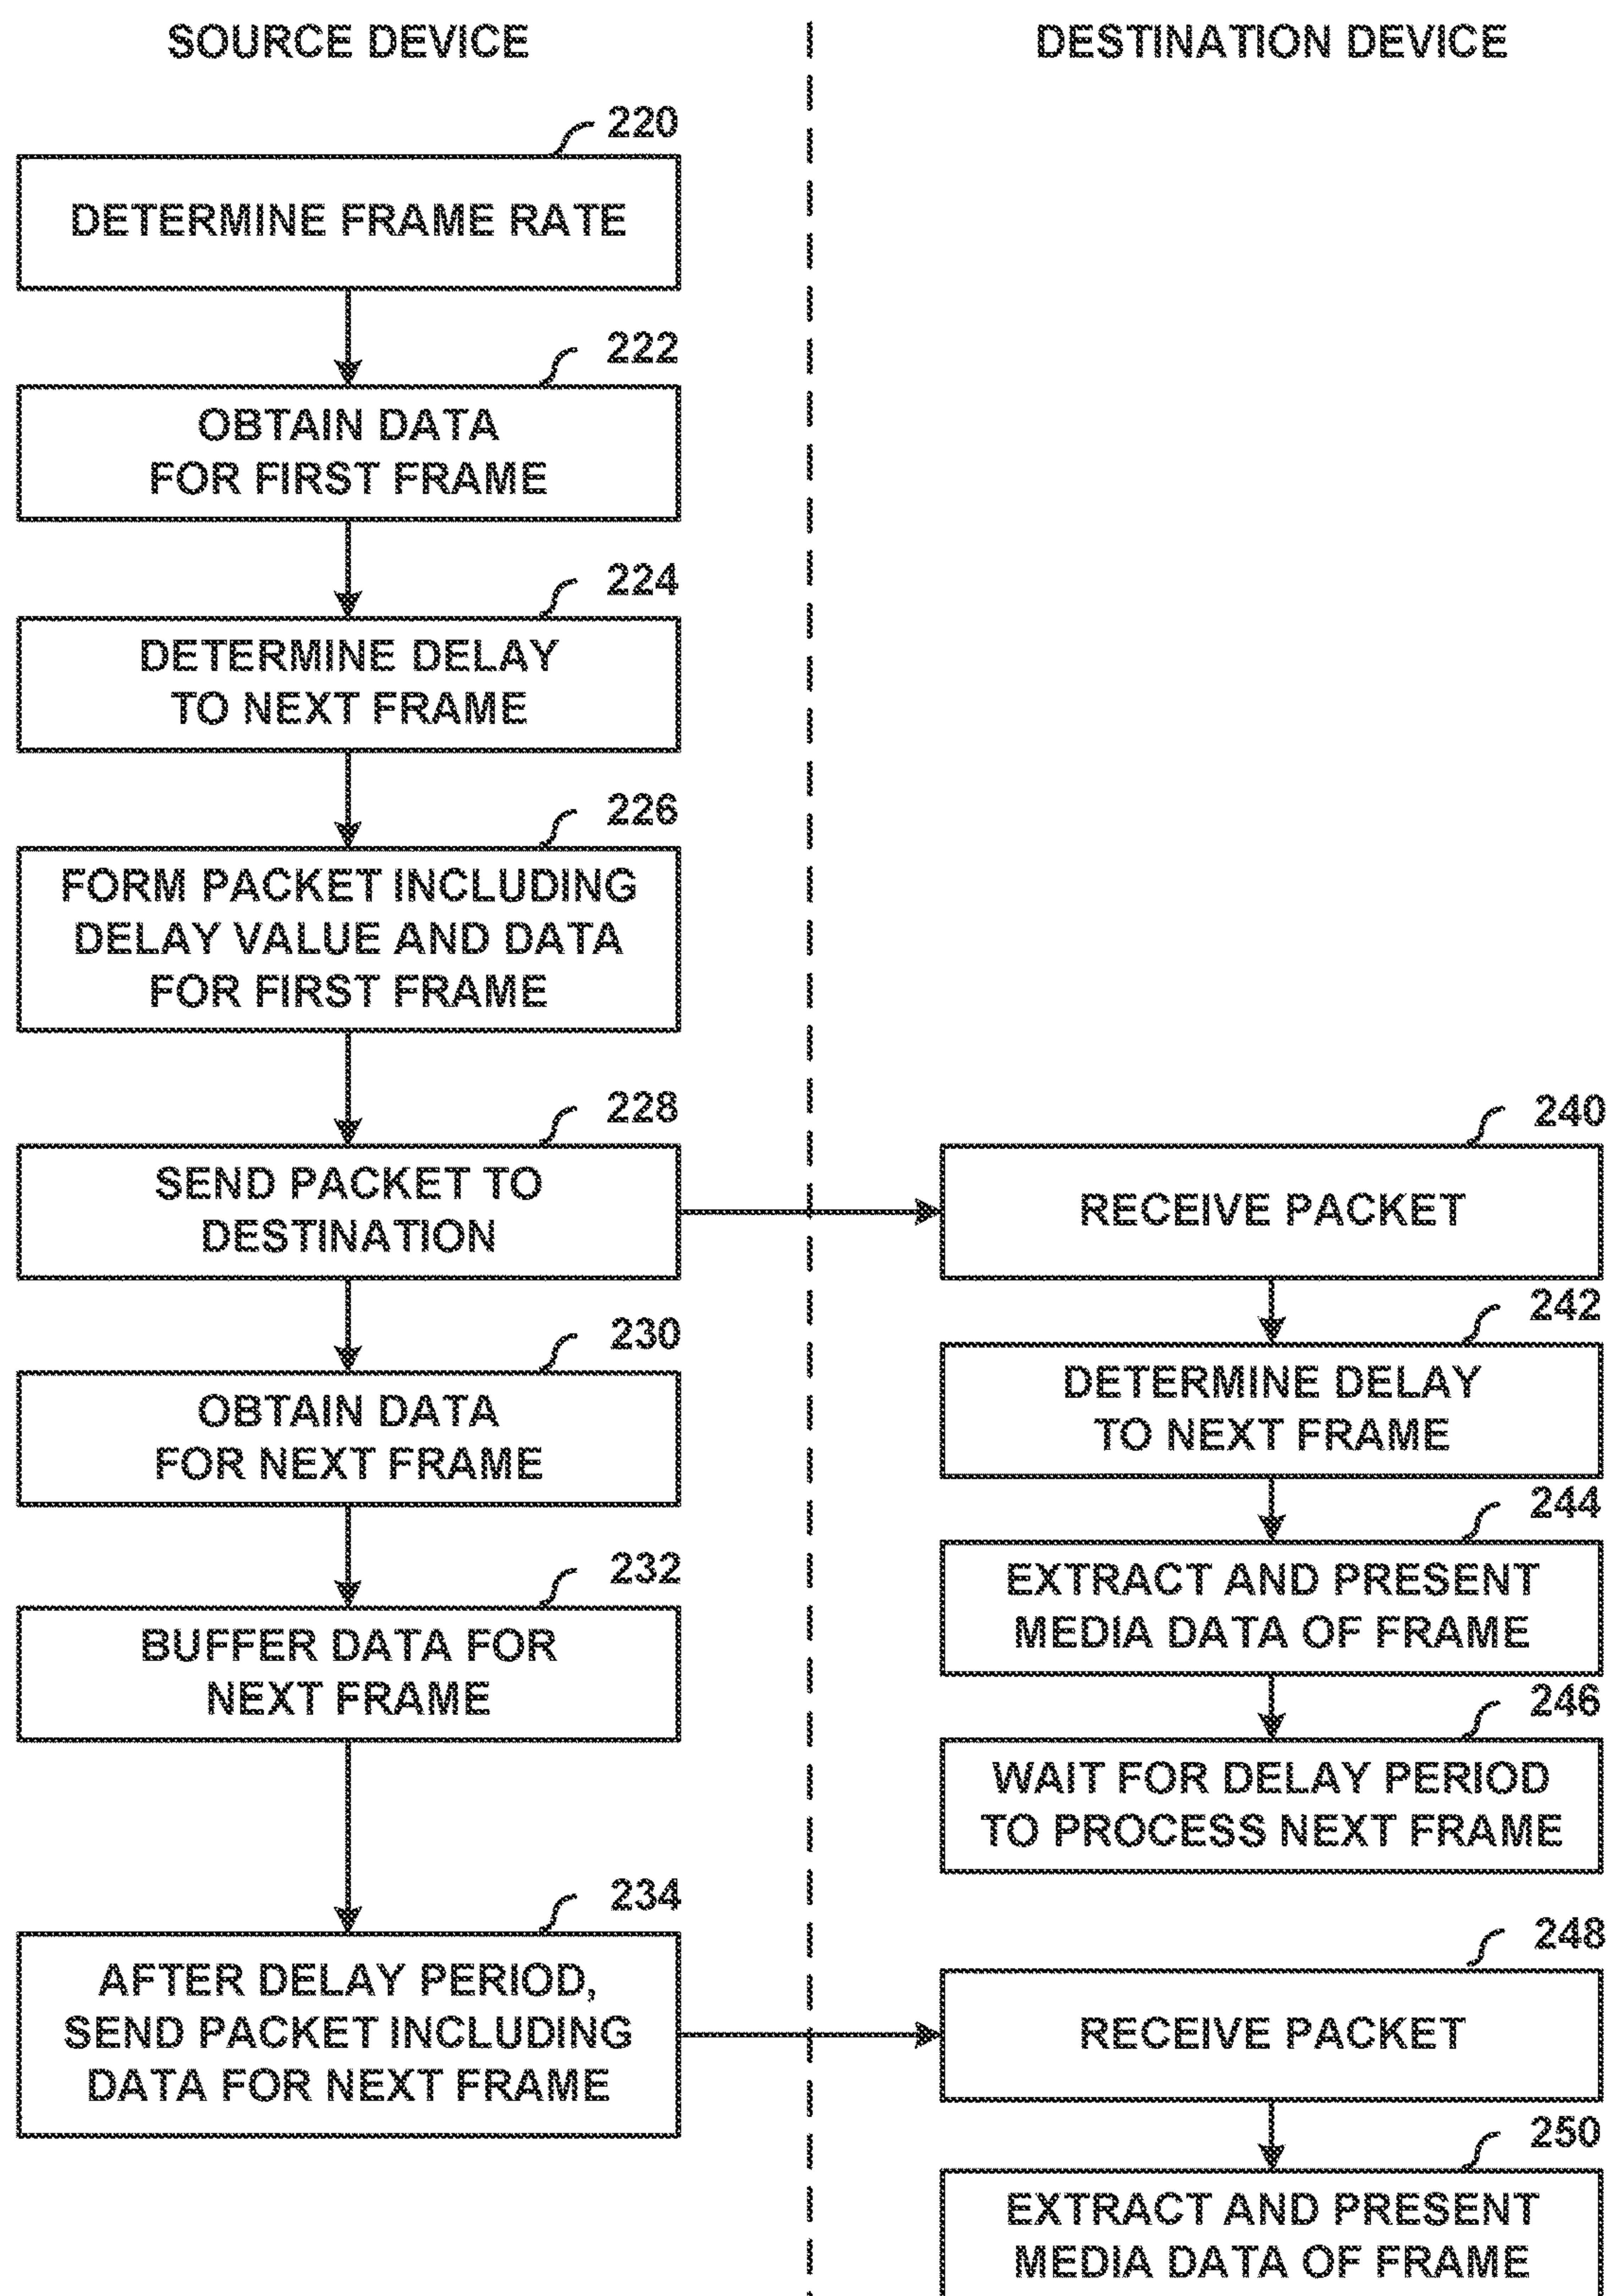 SOURCE DEVICE
DESTINATION DEVICE
220
DETERMINE FRAME RATE
222
OBTAIN DATA
FOR FIRST FRAME
224
DETERMINE DELAY
TO NEXT FRAME
226
FORM PACKET INCLUDING
DELAY VALUE AND DATA
FOR FIRST FRAME
228
SEND PACKET TO
DESTINATION
230
OBTAIN DATA
FOR NEXT FRAME
232
BUFFER DATA FOR
NEXT FRAME
234
AFTER DELAY PERIOD,
SEND PACKET INCLUDING
DATA FOR NEXT FRAME
240
RECEIVE PACKET
242
DETERMINE DELAY
TO NEXT FRAME
244
EXTRACT AND PRESENT
MEDIA DATA OF FRAME
246
WAIT FOR DELAY PERIOD
TO PROCESS NEXT FRAME
248
RECEIVE PACKET
250
EXTRACT AND PRESENT
MEDIA DATA OF FRAME